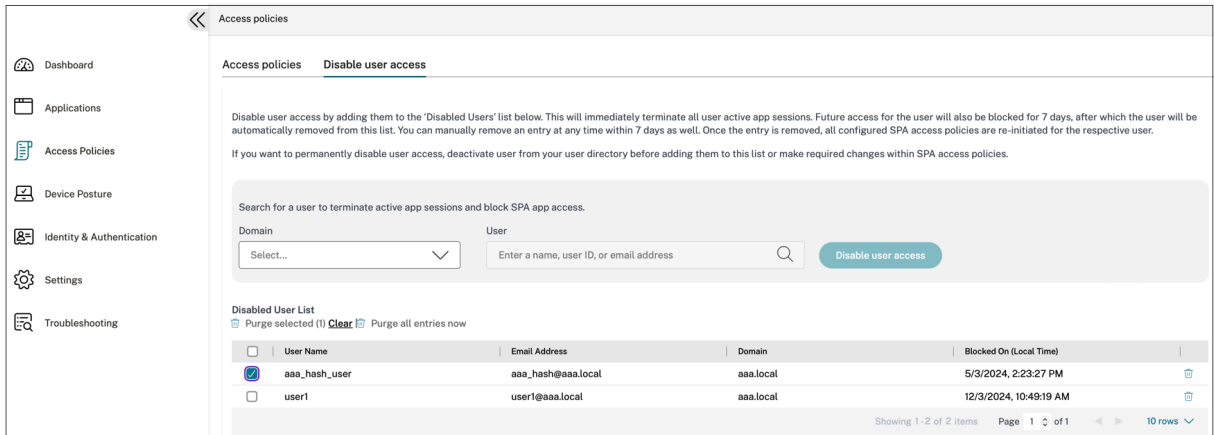 Access policies
Dashboard
Applications
Access Policies
Device Posture
Identity & Authentication
Settings
Troubleshooting
Access policies Disable user access
Disable user access by adding them to the 'Disabled Users' list below. This will immediately terminate all user active app sessions. Future access for the user will also be blocked for 7 days, after which the user will be
automatically removed from this list. You can manually remove an entry at any time within 7 days as well. Once the entry is removed, all configured SPA access policies are re-initiated for the respective user.
If you want to permanently disable user access, deactivate user from your user directory before adding them to this list or make required changes within SPA access policies.
Search for a user to terminate active app sessions and block SPA app access.
Domain User
Select... Enter a name, user ID, or email address Disable user access
Disabled User List
Purge selected (1) Clear Purge all entries now
User Name Email Address Domain Blocked On (Local Time)
aaa_hash_user aaa_hash@aaa.local aaa.local 5/3/2024, 2:23:27 PM
user1 user1@aaa.local aaa.local 12/3/2024, 10:49:19 AM
Showing 1-2 of 2 items Page 1 of 1 10 rows